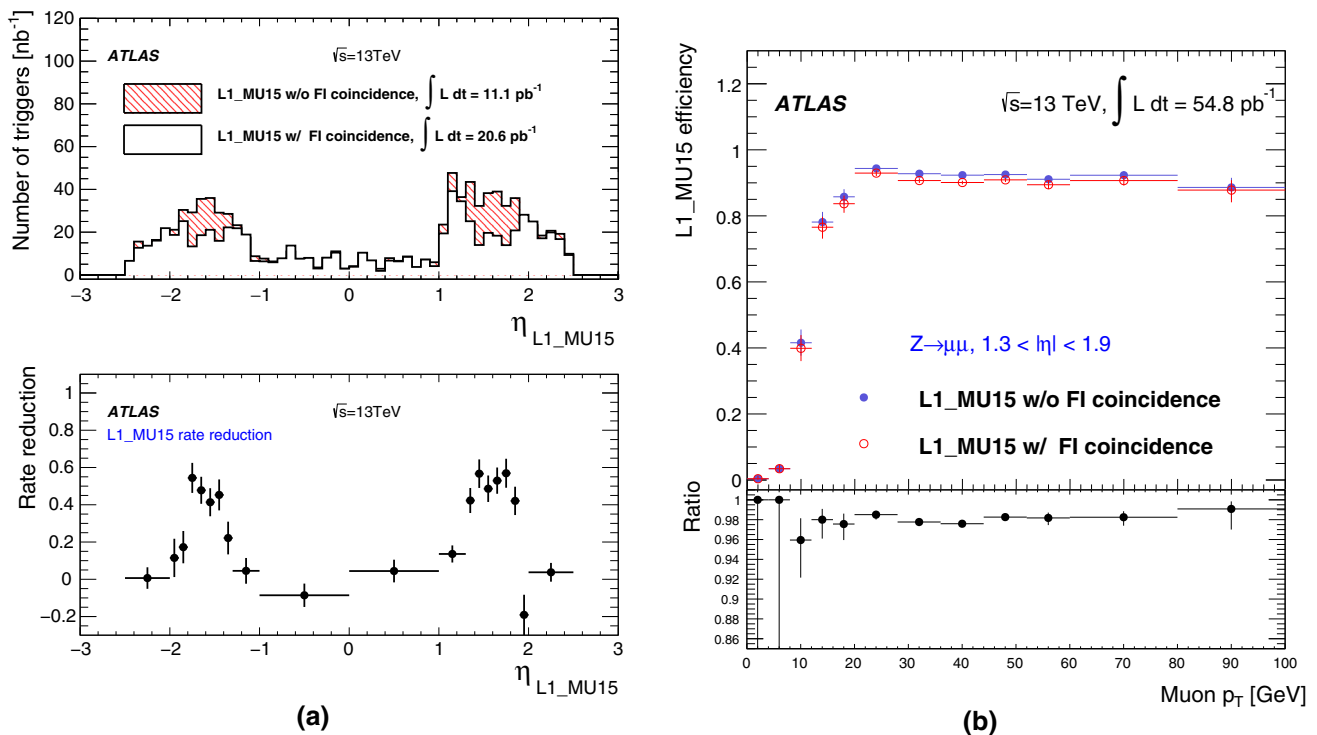 Number of triggers [nb⁻¹]
120
100
80
60
40
20
0
ATLAS
√s=13TeV
L1_MU15 w/o FI coincidence, ∫ L dt = 11.1 pb⁻¹
L1_MU15 w/ FI coincidence, ∫ L dt = 20.6 pb⁻¹
−3 −2 −1 0 1 2 3
η L1_MU15
Rate reduction
1
0.8
0.6
0.4
0.2
0
−0.2
ATLAS
√s=13TeV
L1_MU15 rate reduction
−3 −2 −1 0 1 2 3
η L1_MU15
(a)
L1_MU15 efficiency
1.2
1
0.8
0.6
0.4
0.2
0
ATLAS
√s=13 TeV, ∫ L dt = 54.8 pb⁻¹
Z→μμ, 1.3 < |η| < 1.9
L1_MU15 w/o FI coincidence
L1_MU15 w/ FI coincidence
Ratio
1
0.98
0.96
0.94
0.92
0.9
0.88
0.86
0 10 20 30 40 50 60 70 80 90 100
Muon p_T [GeV]
(b)